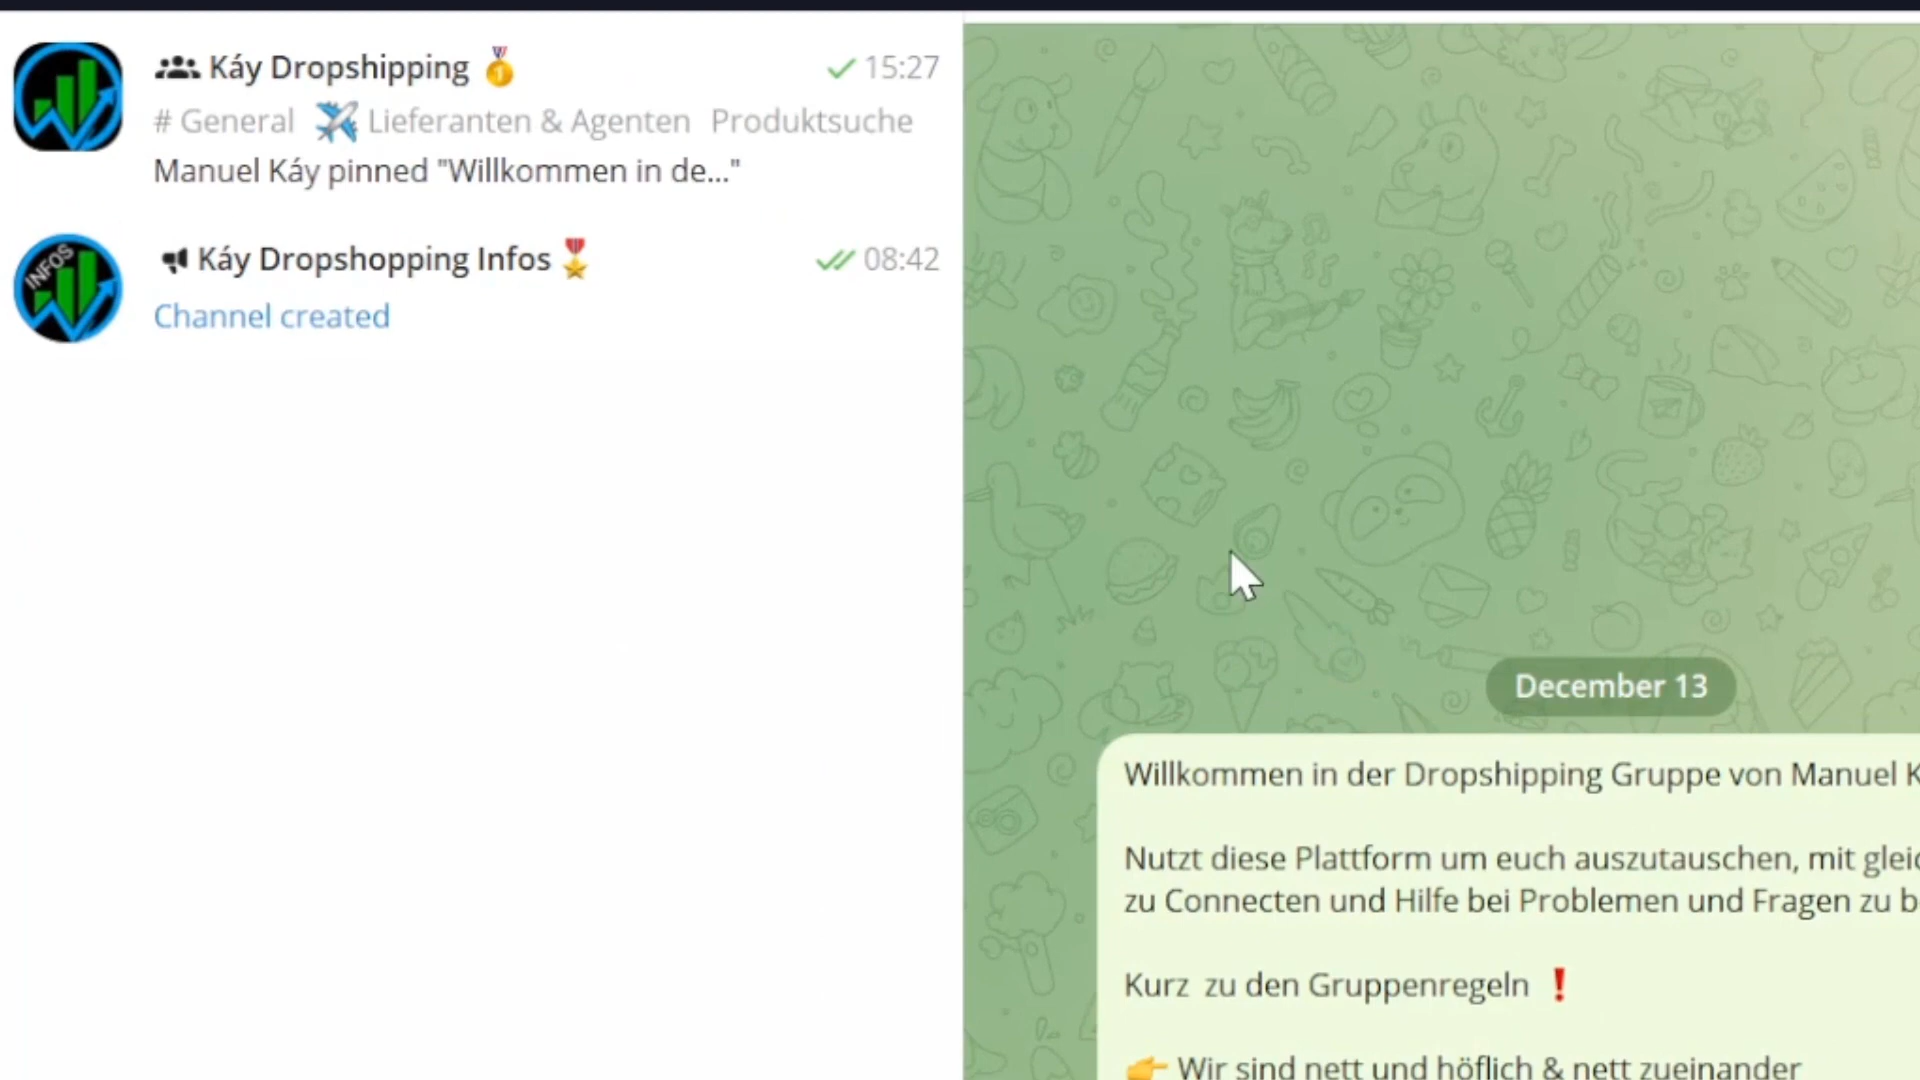 Káy Dropshipping 🥇 15:27
# General ✈️ Lieferanten & Agenten Produktsuche
Manuel Káy pinned "Willkommen in de..."
INFOS
Káy Dropshopping Infos 🎖️ 08:42
Channel created
December 13
Willkommen in der Dropshipping Gruppe von Manuel K
Nutzt diese Plattform um euch auszutauschen, mit gleic
zu Connecten und Hilfe bei Problemen und Fragen zu b
Kurz zu den Gruppenregeln ❗
👉 Wir sind nett und höflich & nett zueinander